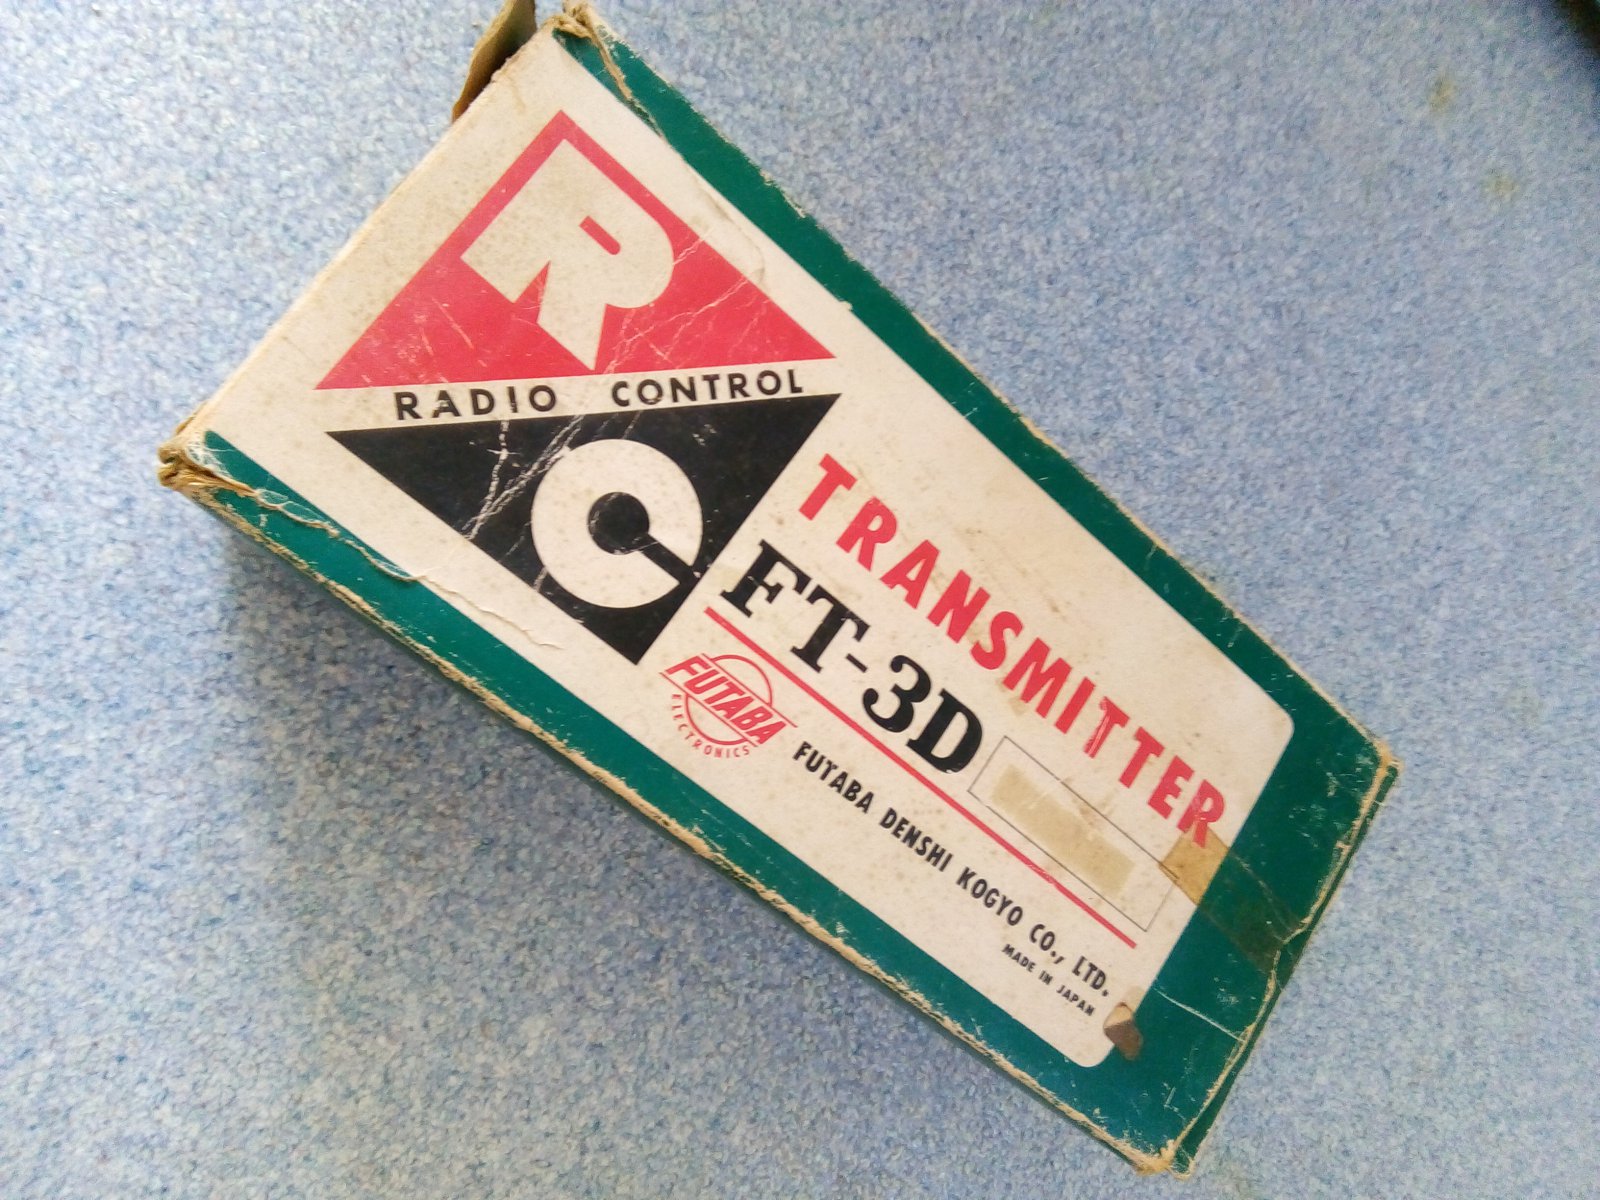 R
RADIO CONTROL
C
TRANSMITTER
FT-3D
FUTABA
ELECTRONICS
FUTABA DENSHI KOGYO CO., LTD.
MADE IN JAPAN